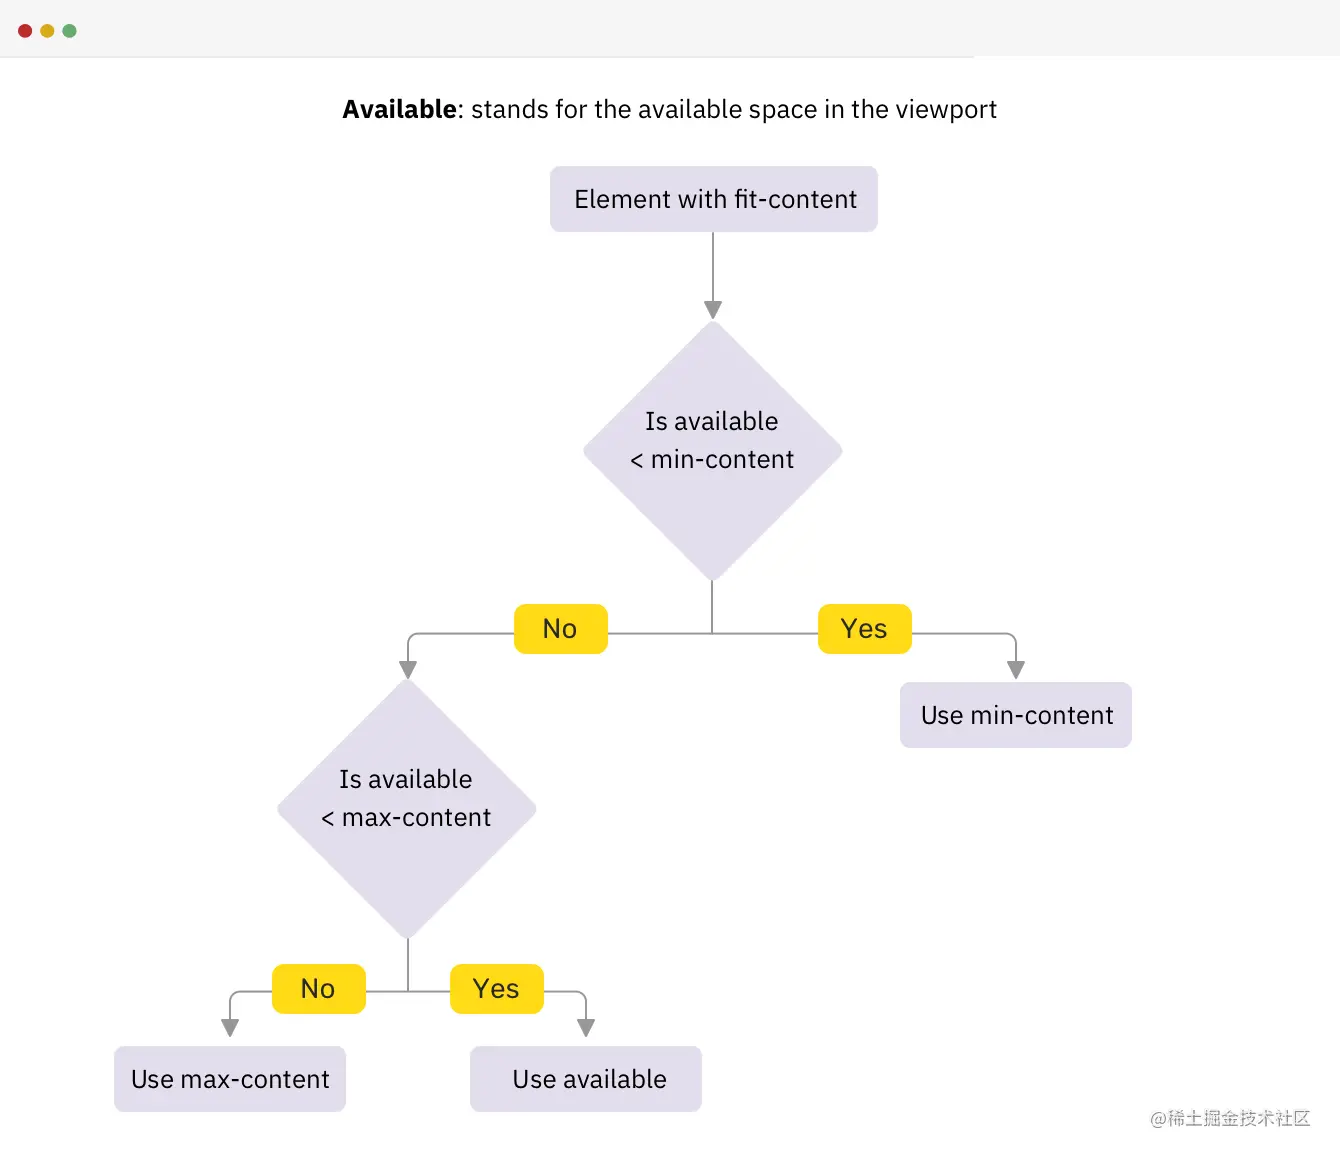 Available: stands for the available space in the viewport
Element with fit-content
Is available
< min-content
No
Yes
Use min-content
Is available
< max-content
No
Yes
Use max-content
Use available
@稀土掘金技术社区